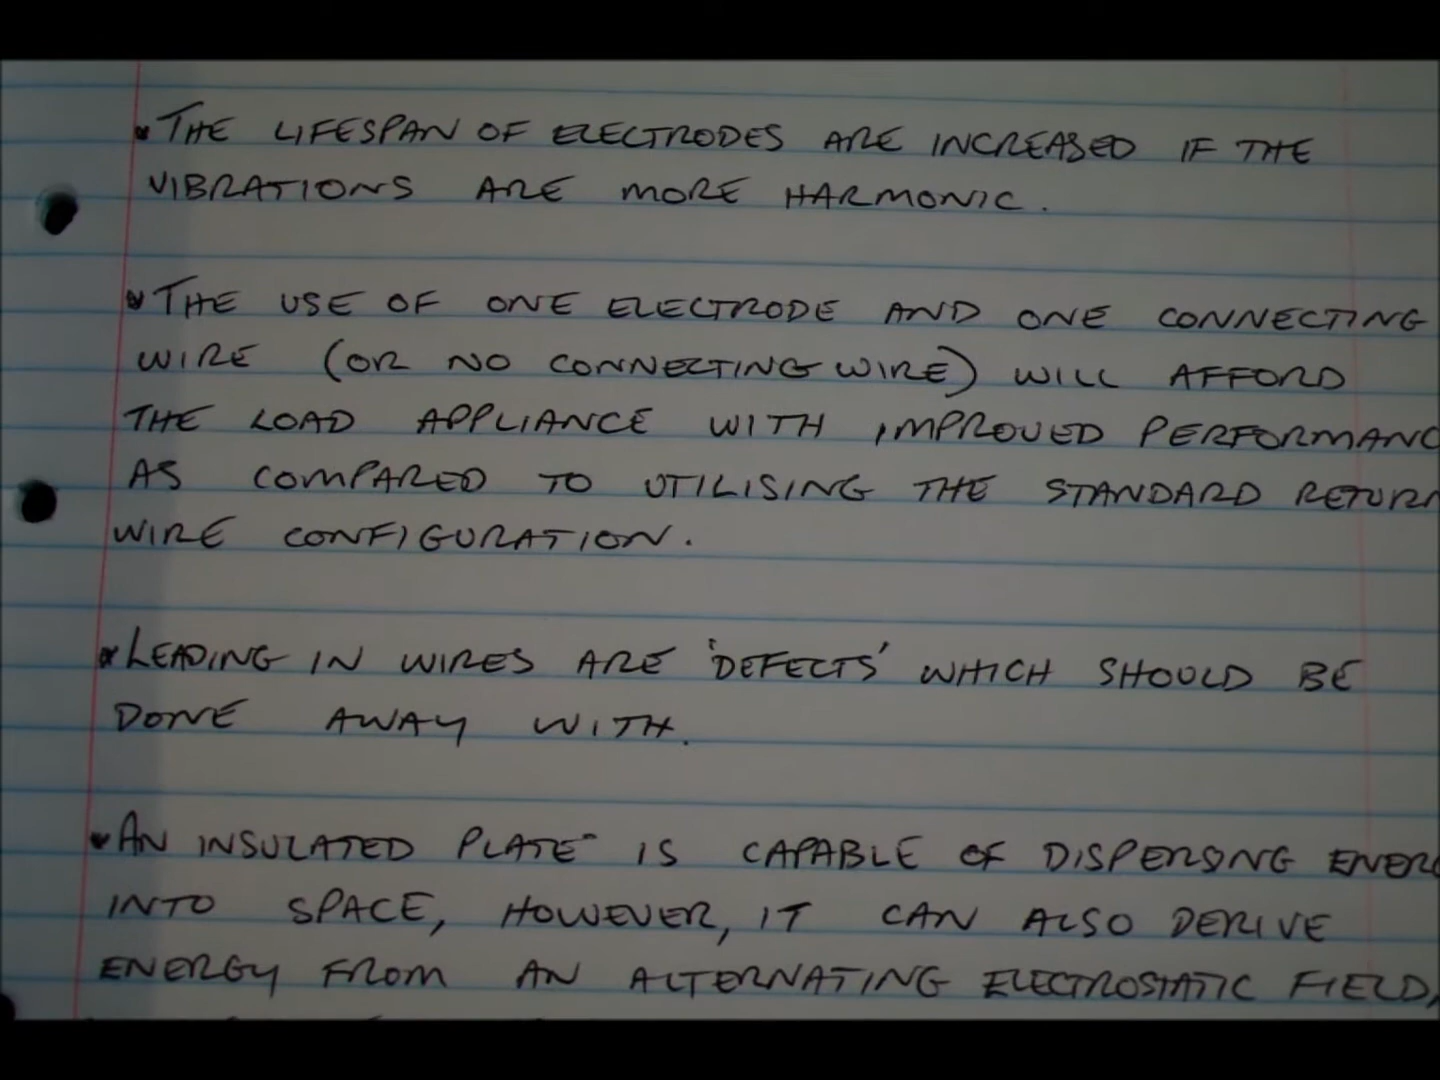 • THE LIFESPAN OF ELECTRODES ARE INCREASED IF THE
VIBRATIONS ARE MORE HARMONIC.
• THE USE OF ONE ELECTRODE AND ONE CONNECTING
WIRE (OR NO CONNECTING WIRE) WILL AFFORD
THE LOAD APPLIANCE WITH IMPROVED PERFORMANC
AS COMPARED TO UTILISING THE STANDARD RETURN
WIRE CONFIGURATION.
• LEADING IN WIRES ARE 'DEFECTS' WHICH SHOULD BE
DONE AWAY WITH.
• AN INSULATED PLATE IS CAPABLE OF DISPERSING ENERG
INTO SPACE, HOWEVER, IT CAN ALSO DERIVE
ENERGY FROM AN ALTERNATING ELECTROSTATIC FIELD,